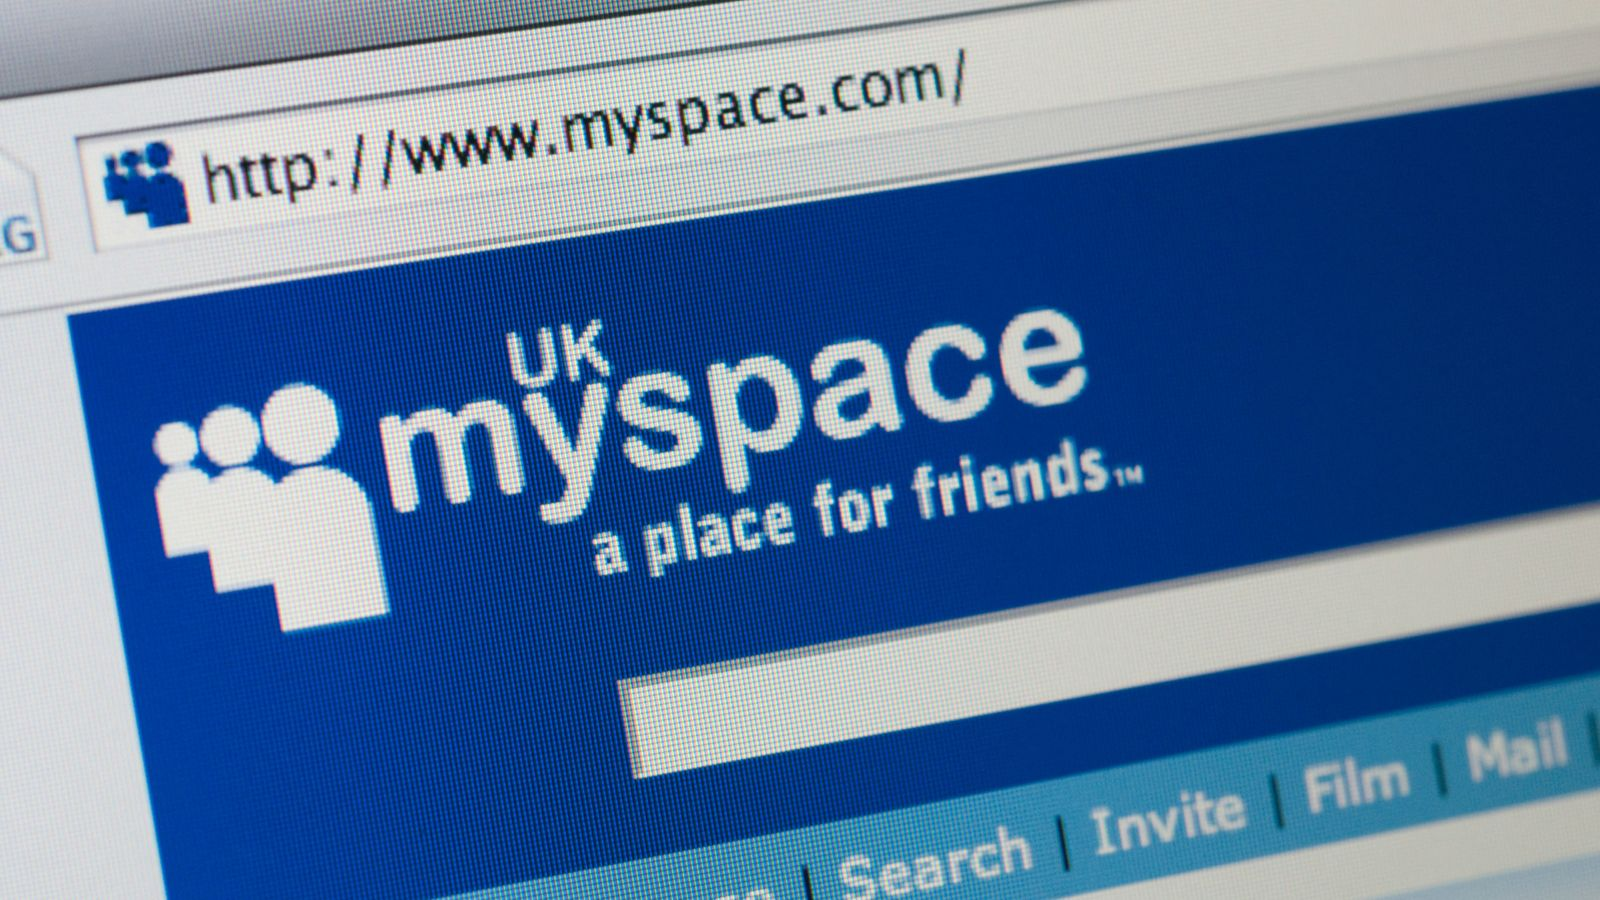 http://www.myspace.com/
G
UK
myspace
a place for friends™
Search | Invite | Film | Mail |